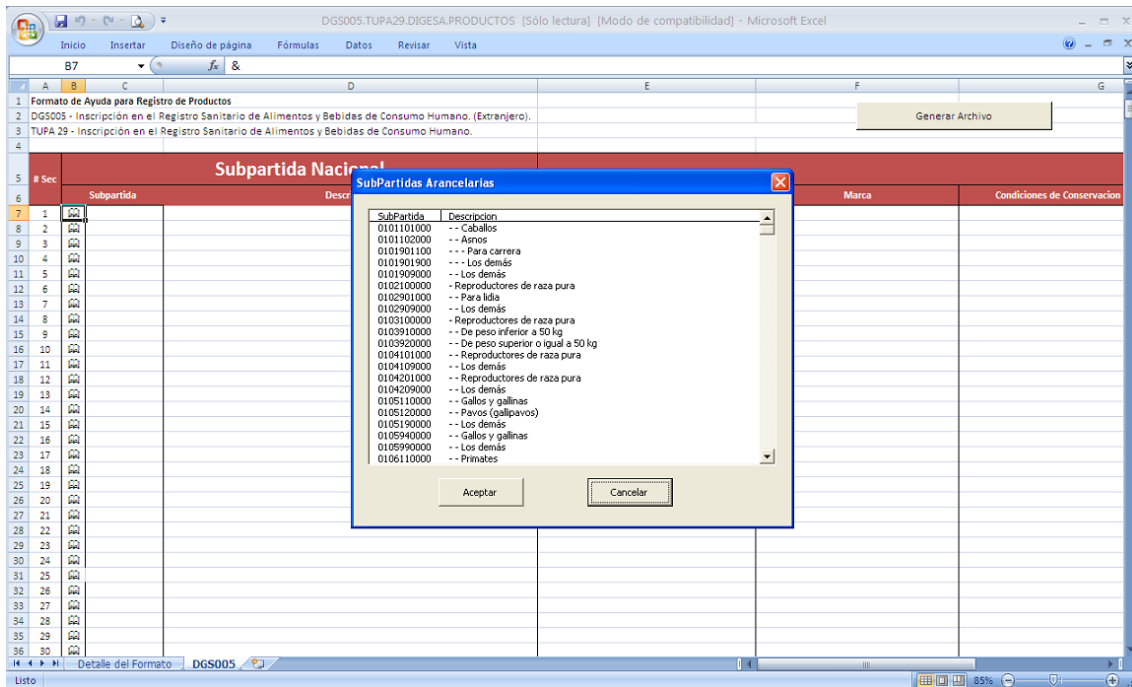 DGS005.TUPA29.DIGESA.PRODUCTOS [Sólo lectura] [Modo de compatibilidad] - Microsoft Excel
Inicio Insertar Diseño de página Fórmulas Datos Revisar Vista
B7 fx &
A B C D E F G
1 Formato de Ayuda para Registro de Productos
2 DGS005 - Inscripción en el Registro Sanitario de Alimentos y Bebidas de Consumo Humano. (Extranjero).
Generar Archivo
3 TUPA 29 - Inscripción en el Registro Sanitario de Alimentos y Bebidas de Consumo Humano.
4
5 # Sec Subpartida Nacional
6 Subpartida Descr Marca Condiciones de Conservacion
SubPartidas Arancelarias
SubPartida Descripcion
0101101000 - - Caballos
0101102000 - - Asnos
0101901100 - - - Para carrera
0101901900 - - - Los demás
0101909000 - - Los demás
0102100000 - Reproductores de raza pura
0102901000 - - Para lidia
0102909000 - - Los demás
0103100000 - Reproductores de raza pura
0103910000 - - De peso inferior a 50 kg
0103920000 - - De peso superior o igual a 50 kg
0104101000 - - Reproductores de raza pura
0104109000 - - Los demás
0104201000 - - Reproductores de raza pura
0104209000 - - Los demás
0105110000 - - Gallos y gallinas
0105120000 - - Pavos (gallipavos)
0105190000 - - Los demás
0105940000 - - Gallos y gallinas
0105990000 - - Los demás
0106110000 - - Primates
Aceptar Cancelar
7 1
8 2
9 3
10 4
11 5
12 6
13 7
14 8
15 9
16 10
17 11
18 12
19 13
20 14
21 15
22 16
23 17
24 18
25 19
26 20
27 21
28 22
29 23
30 24
31 25
32 26
33 27
34 28
35 29
36 30
Detalle del Formato DGS005
Listo 85%